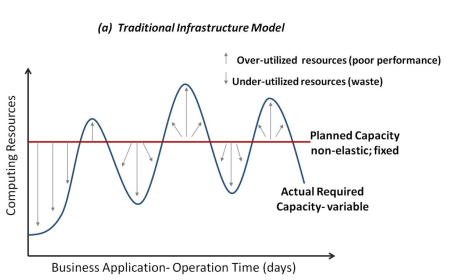 (a) Traditional Infrastructure Model
Over-utilized resources (poor performance)
Under-utilized resources (waste)
Computing Resources
Planned Capacity
non-elastic; fixed
Actual Required
Capacity- variable
Business Application- Operation Time (days)